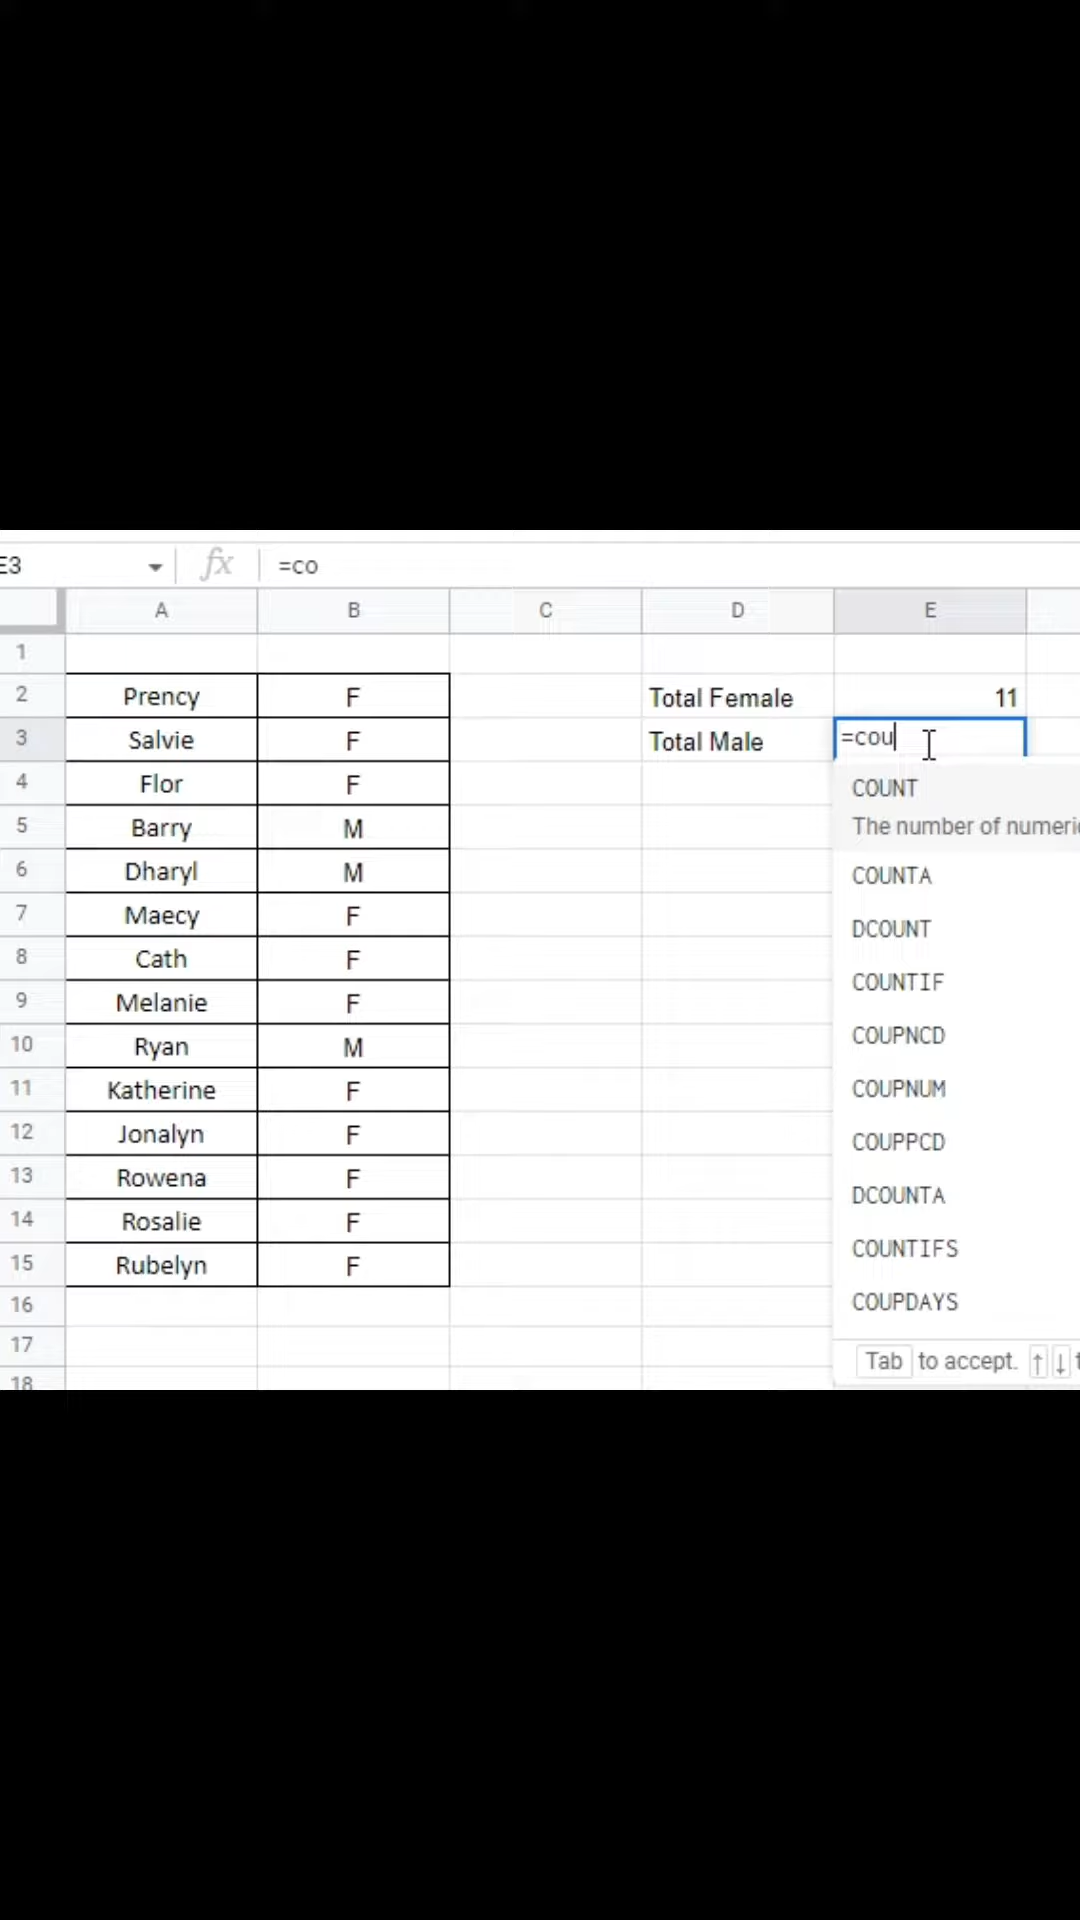 E3 fx =co
A B C D E
1
2 Prency F Total Female 11
3 Salvie F Total Male =cou
4 Flor F COUNT
5 Barry M The number of numeri
6 Dharyl M COUNTA
7 Maecy F DCOUNT
8 Cath F
9 Melanie F COUNTIF
10 Ryan M COUPNCD
11 Katherine F COUPNUM
12 Jonalyn F COUPPCD
13 Rowena F DCOUNTA
14 Rosalie F
15 Rubelyn F COUNTIFS
16 COUPDAYS
17 Tab to accept. ↑ ↓ t
18